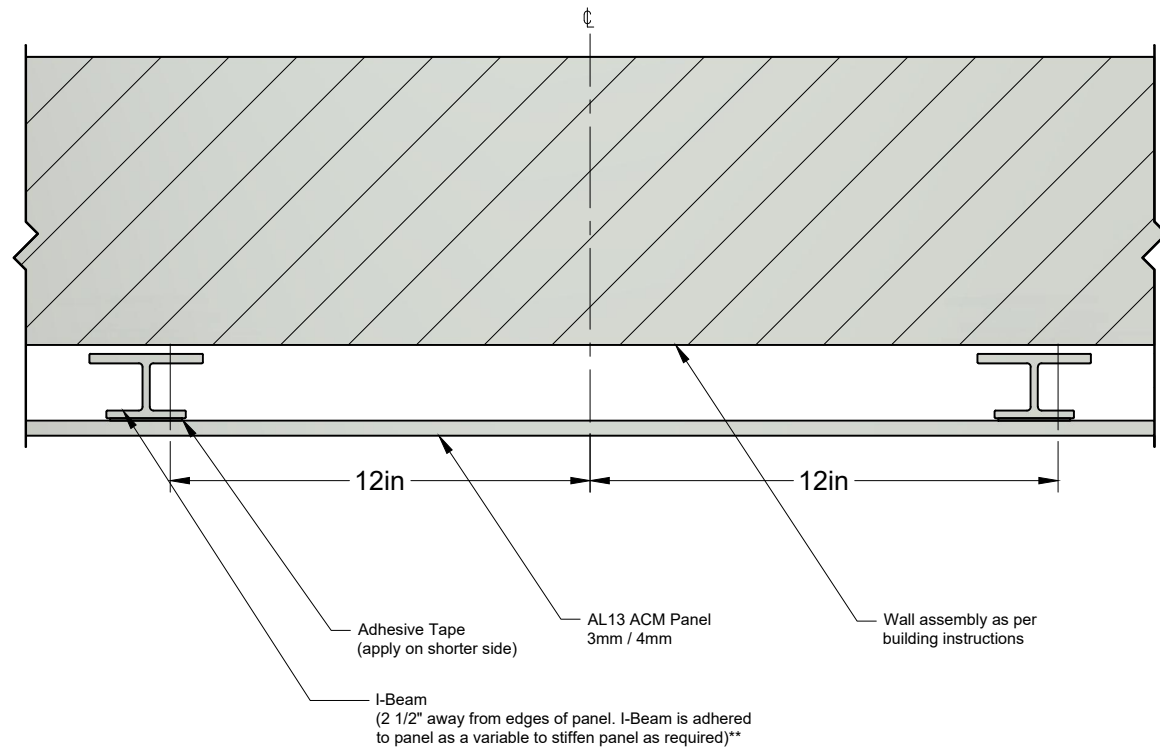 ℄
12in
12in
Adhesive Tape
(apply on shorter side)
AL13 ACM Panel
3mm / 4mm
Wall assembly as per
building instructions
I-Beam
(2 1/2" away from edges of panel. I-Beam is adhered
to panel as a variable to stiffen panel as required)**